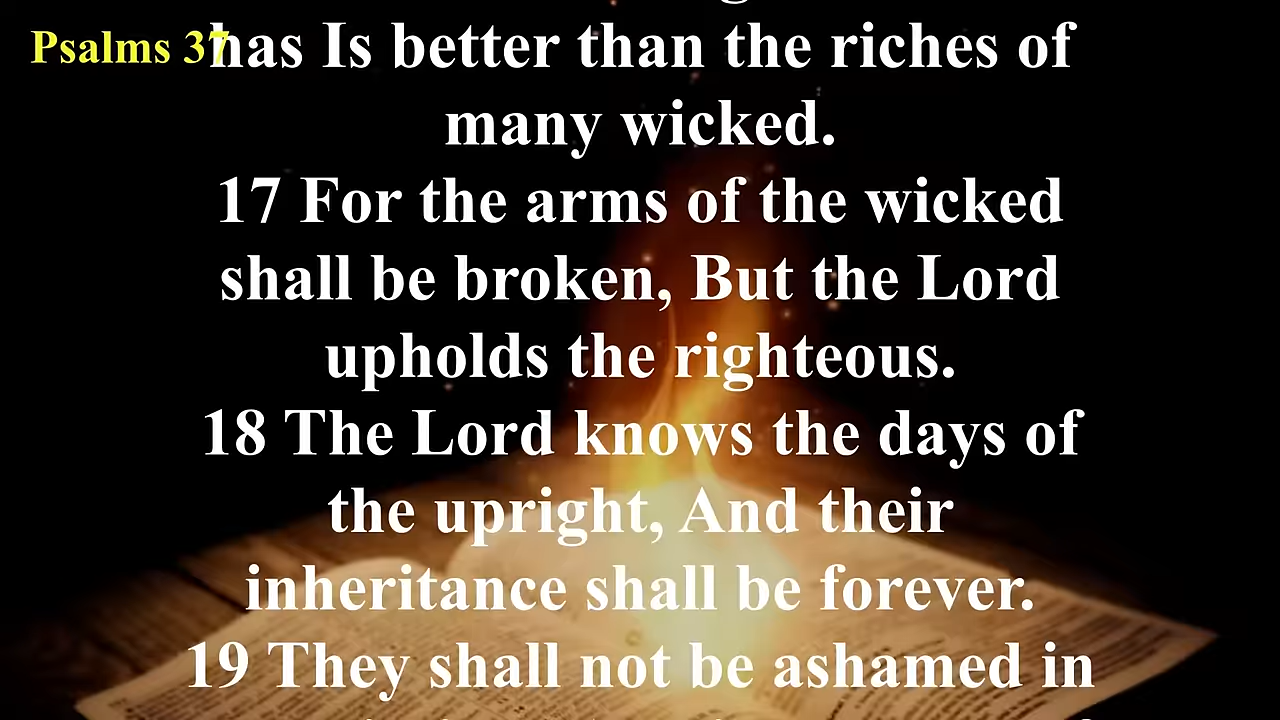 Psalms 37
has Is better than the riches of
many wicked.
17 For the arms of the wicked
shall be broken, But the Lord
upholds the righteous.
18 The Lord knows the days of
the upright, And their
inheritance shall be forever.
19 They shall not be ashamed in